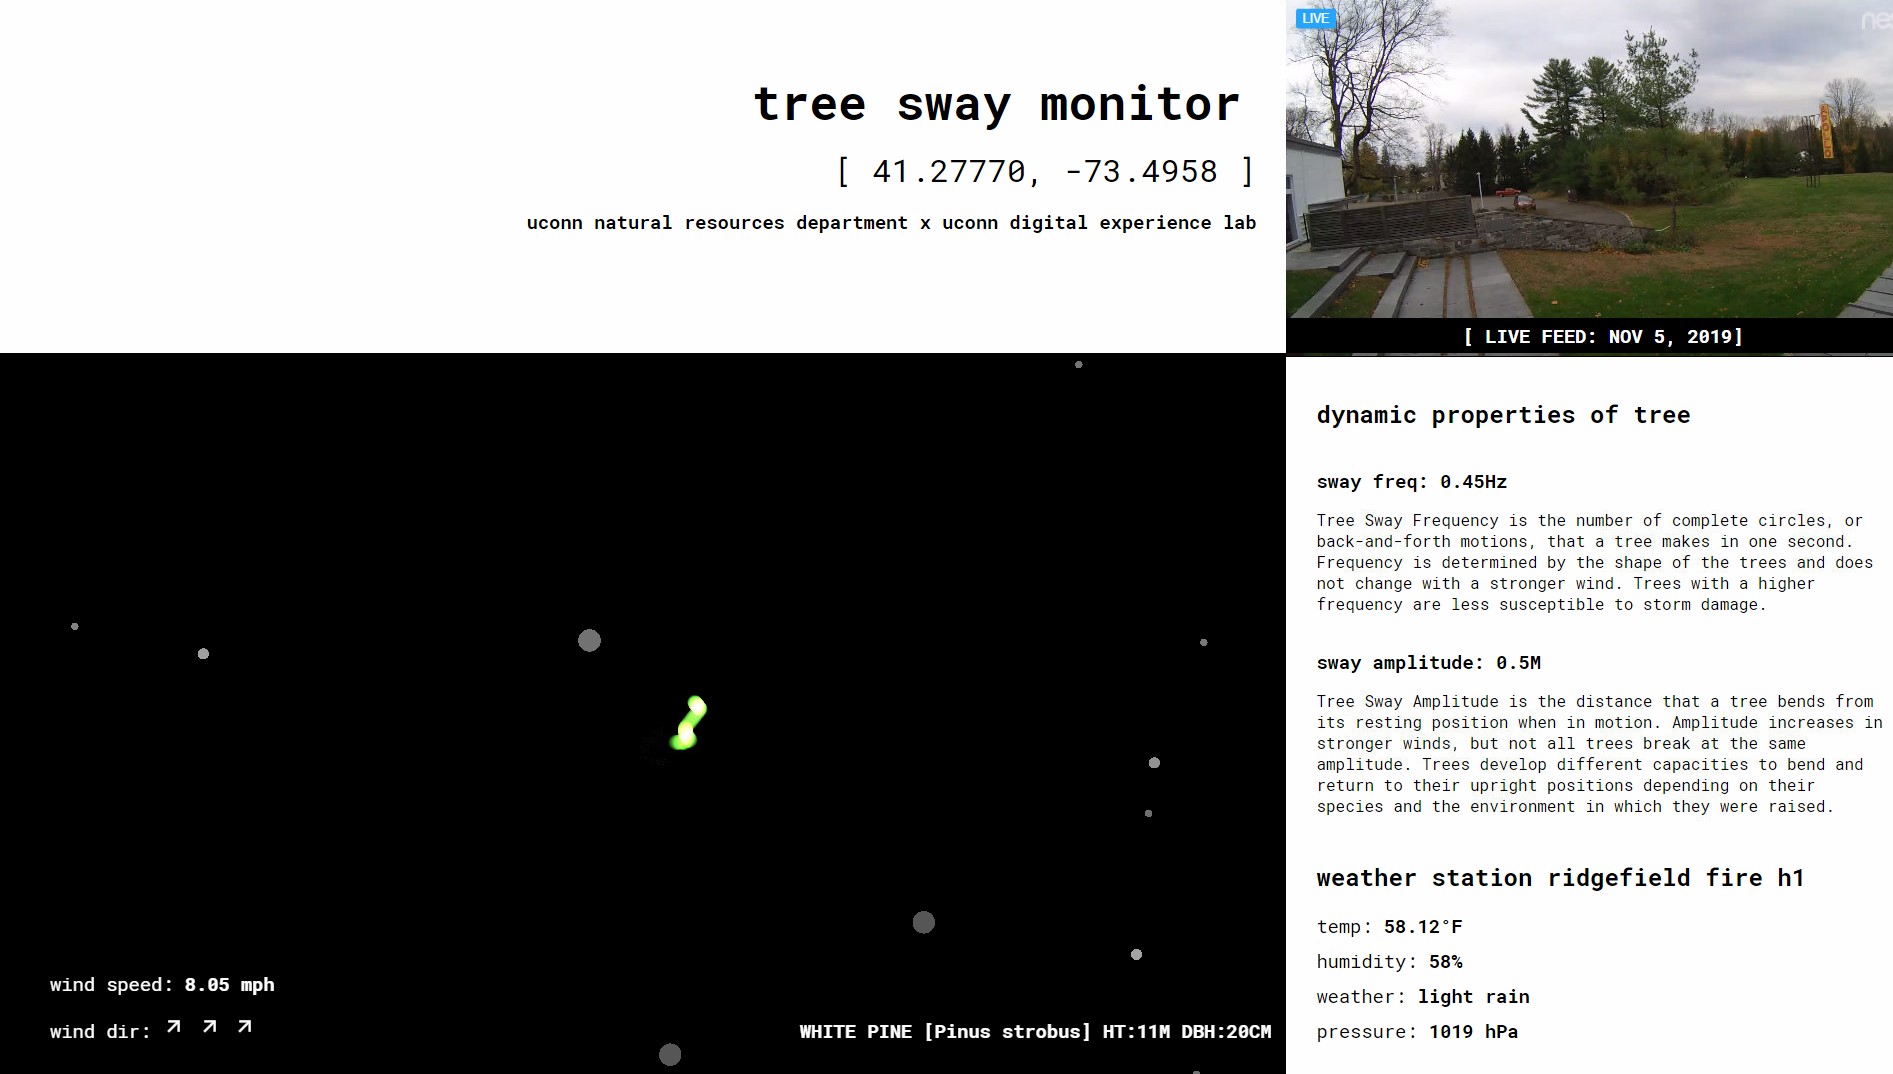 tree sway monitor
[ 41.27770, -73.4958 ]
uconn natural resources department x uconn digital experience lab
LIVE
[ LIVE FEED: NOV 5, 2019]
dynamic properties of tree
sway freq: 0.45Hz
Tree Sway Frequency is the number of complete circles, or
back-and-forth motions, that a tree makes in one second.
Frequency is determined by the shape of the trees and does
not change with a stronger wind. Trees with a higher
frequency are less susceptible to storm damage.
sway amplitude: 0.5M
Tree Sway Amplitude is the distance that a tree bends from
its resting position when in motion. Amplitude increases in
stronger winds, but not all trees break at the same
amplitude. Trees develop different capacities to bend and
return to their upright positions depending on their
species and the environment in which they were raised.
weather station ridgefield fire h1
temp: 58.12°F
humidity: 58%
weather: light rain
pressure: 1019 hPa
wind speed: 8.05 mph
wind dir: ↗ ↗ ↗
WHITE PINE [Pinus strobus] HT:11M DBH:20CM